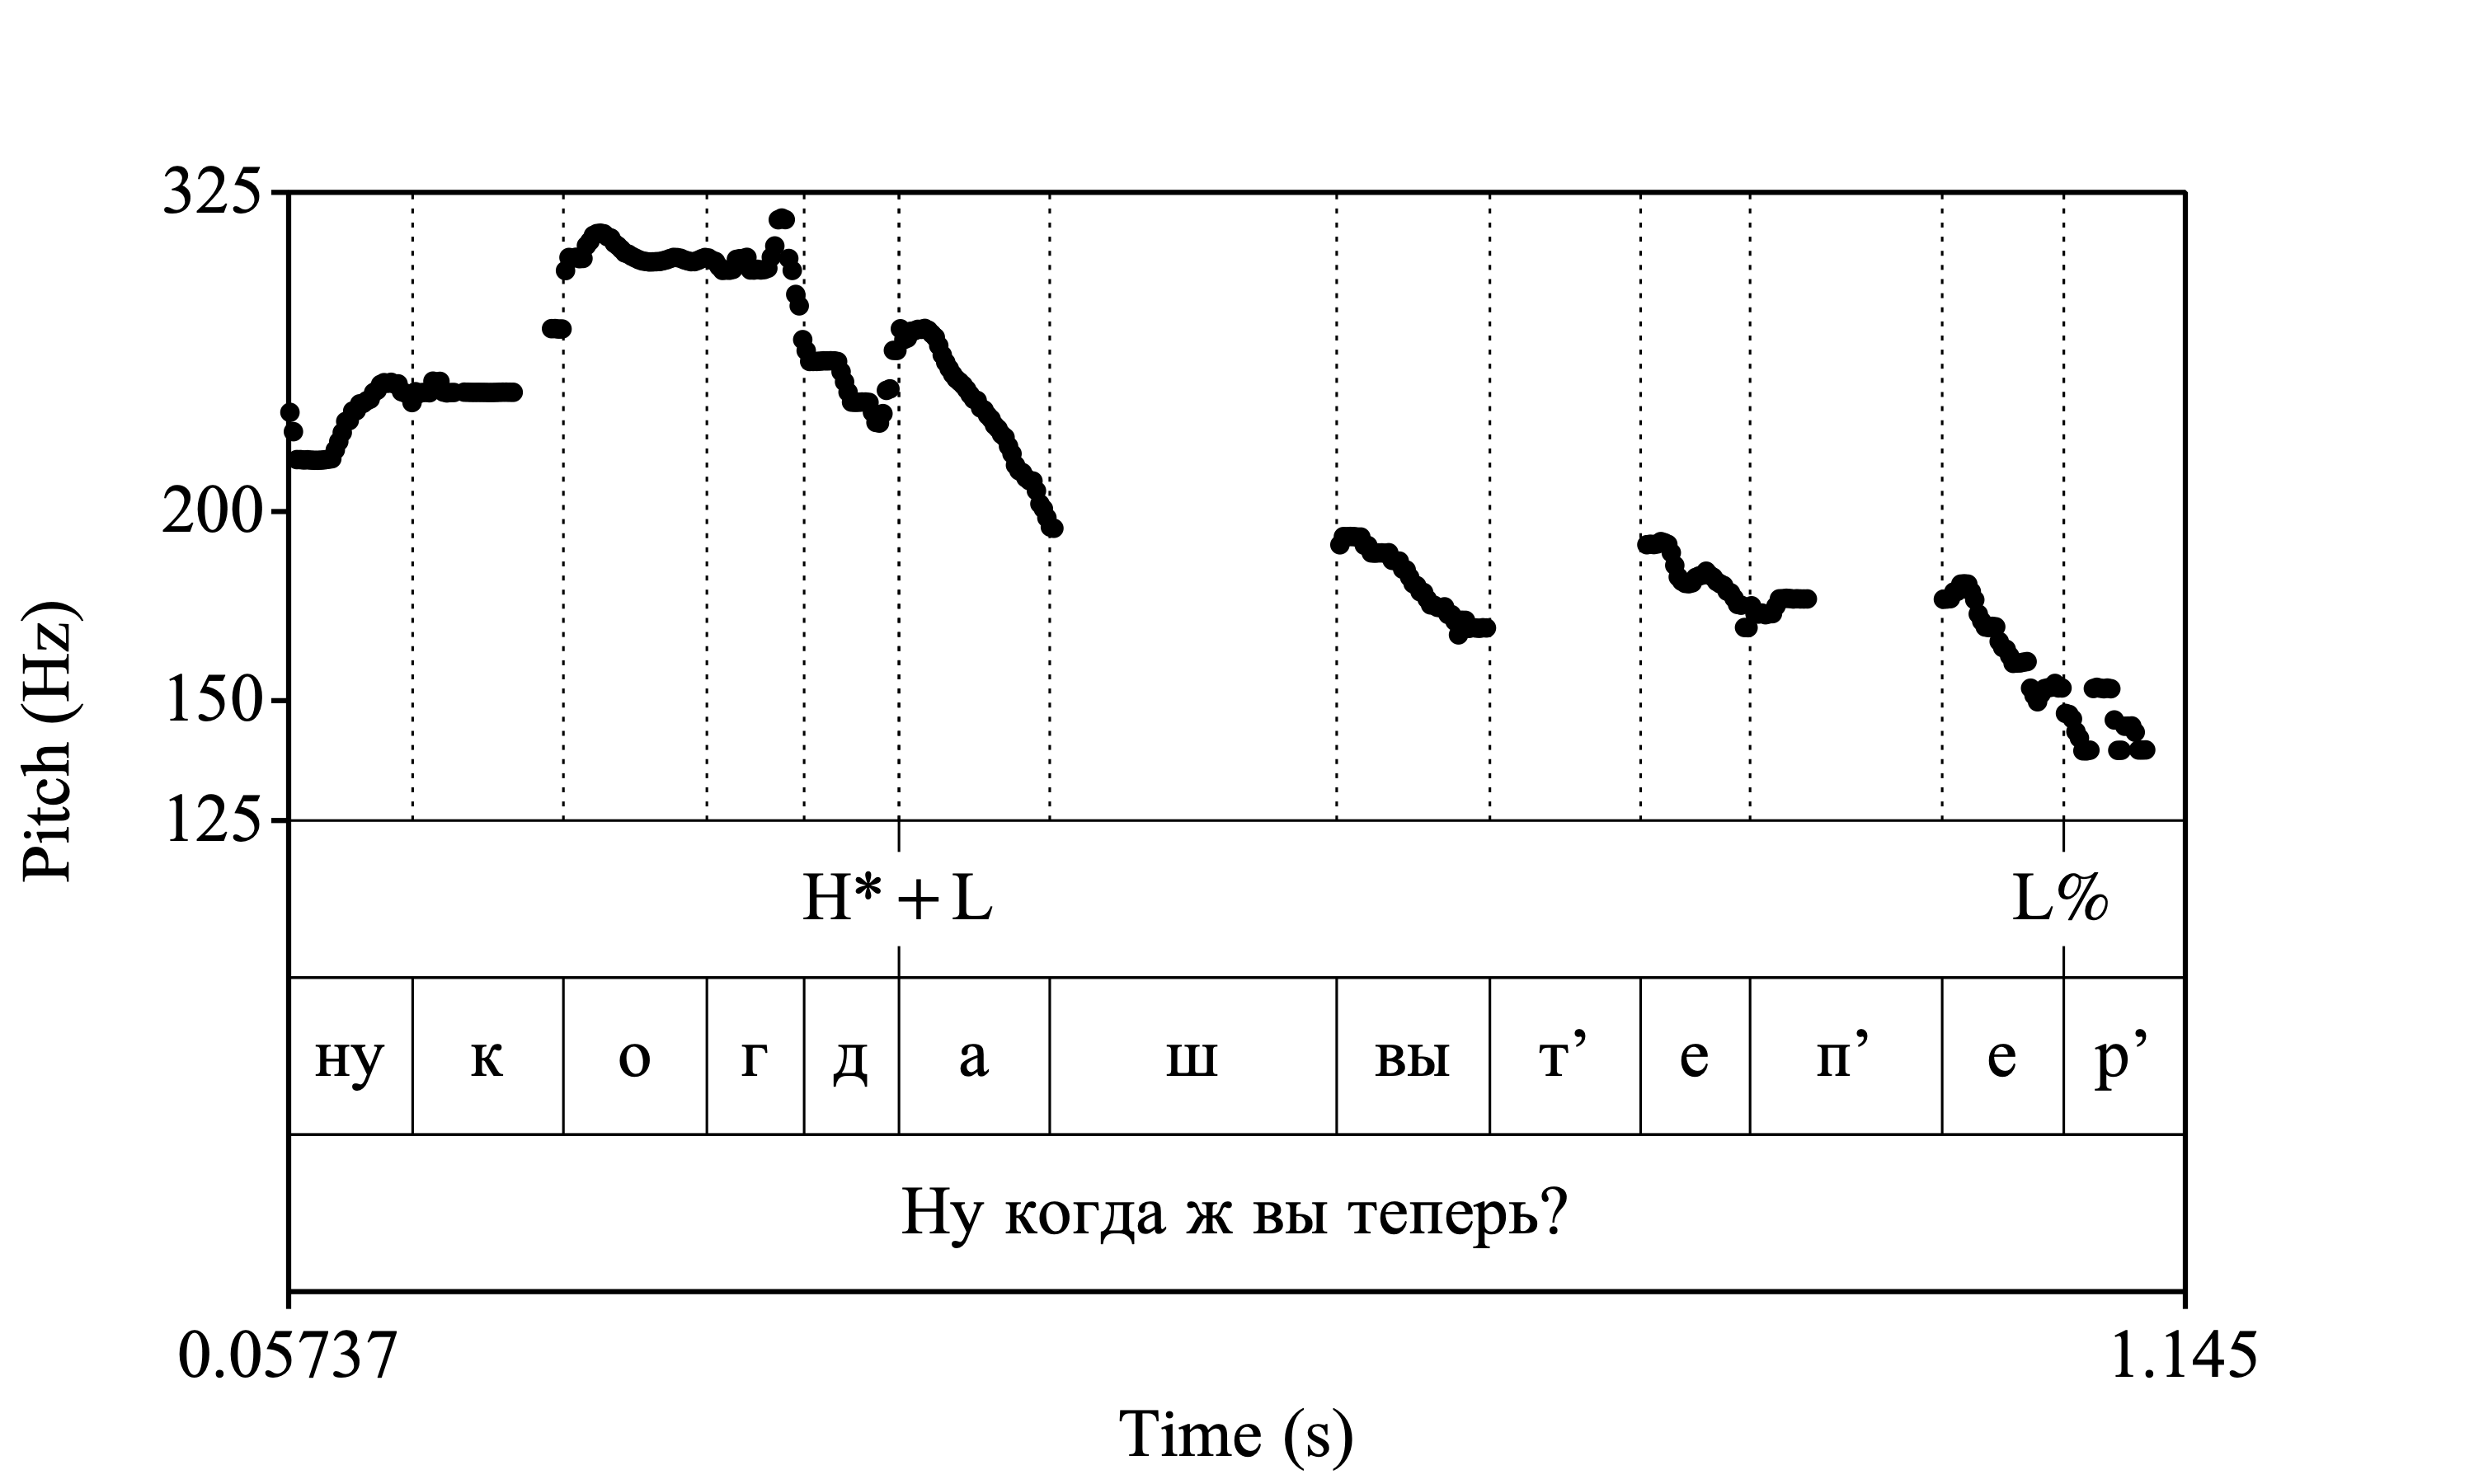 325
200
150
125
Pitch (Hz)
H* + L L%
ну к о г д а ш вы т’ е п’ е р’
Ну когда ж вы теперь?
0.05737 1.145
Time (s)